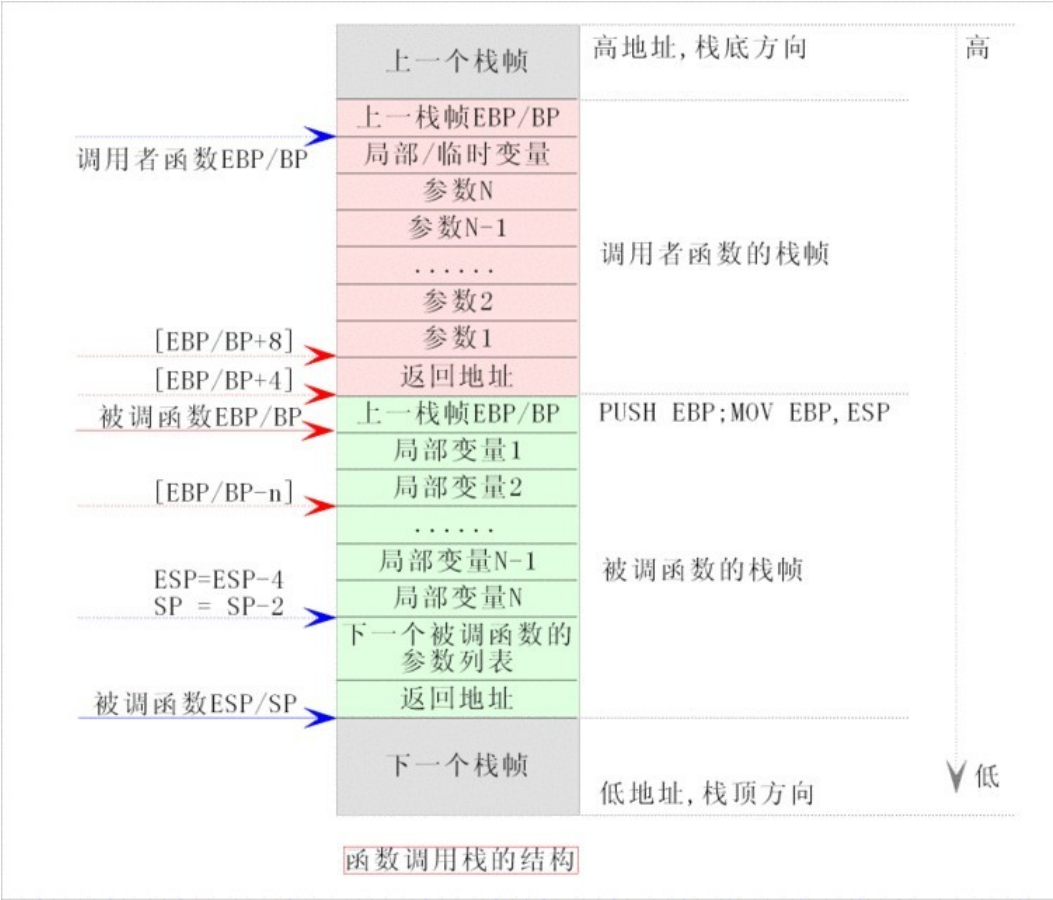 上一个栈帧
高地址,栈底方向
高
上一栈帧EBP/BP
调用者函数EBP/BP
局部/临时变量
参数N
参数N-1
调用者函数的栈帧
......
参数2
[EBP/BP+8]
参数1
[EBP/BP+4]
返回地址
被调函数EBP/BP
上一栈帧EBP/BP
PUSH EBP;MOV EBP,ESP
局部变量1
[EBP/BP-n]
局部变量2
......
局部变量N-1
被调函数的栈帧
ESP=ESP-4
SP = SP-2
局部变量N
下一个被调函数的
参数列表
被调函数ESP/SP
返回地址
下一个栈帧
低
低地址,栈顶方向
函数调用栈的结构